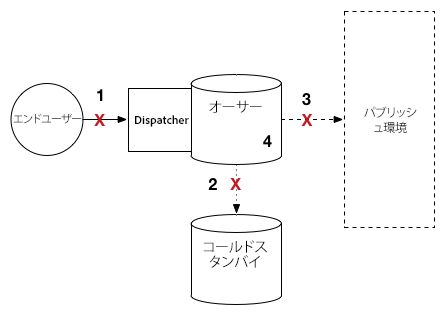 1
エンドユーザー
X
Dispatcher
オーサー
4
3
X
パブリッシ
ュ環境
2
X
コールドス
タンバイ